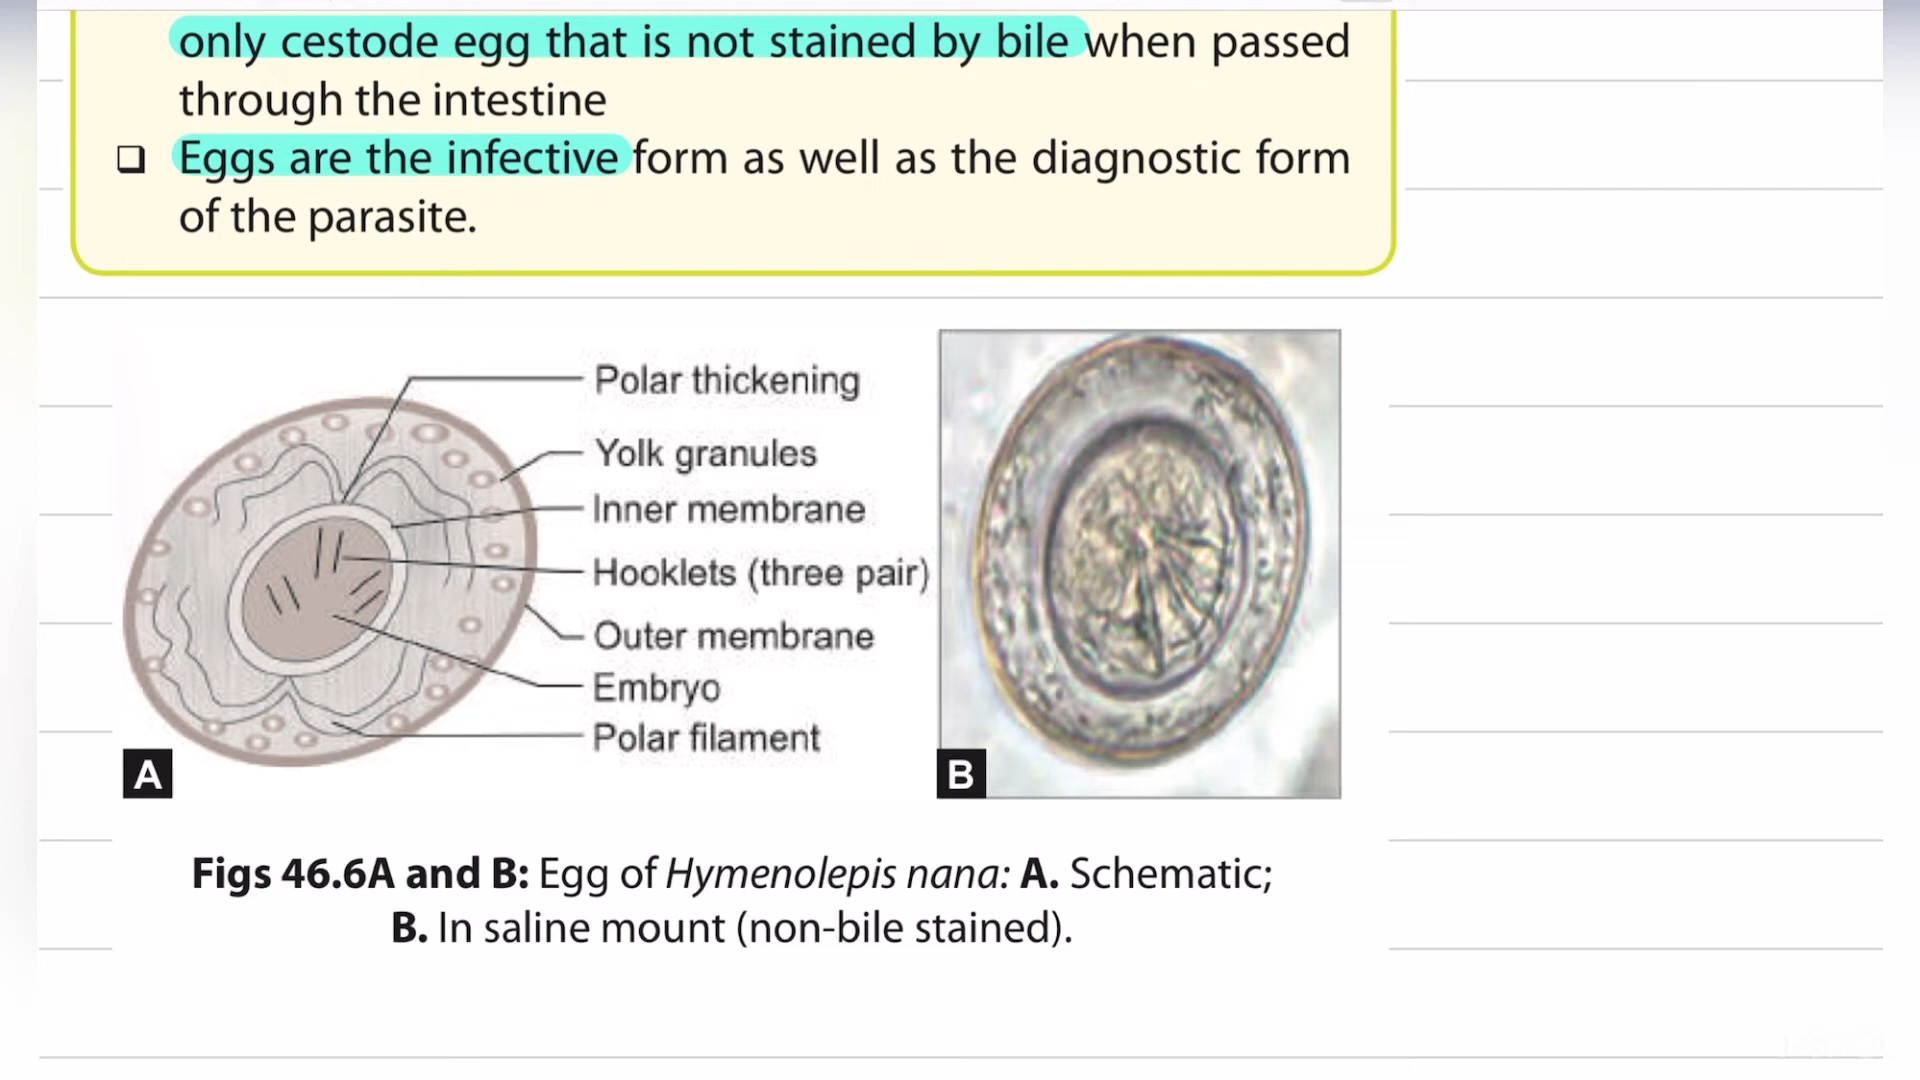 only cestode egg that is not stained by bile when passed
through the intestine
❑ Eggs are the infective form as well as the diagnostic form
of the parasite.
Polar thickening
Yolk granules
Inner membrane
Hooklets (three pair)
Outer membrane
Embryo
Polar filament
A
B
Figs 46.6A and B: Egg of Hymenolepis nana: A. Schematic;
B. In saline mount (non-bile stained).